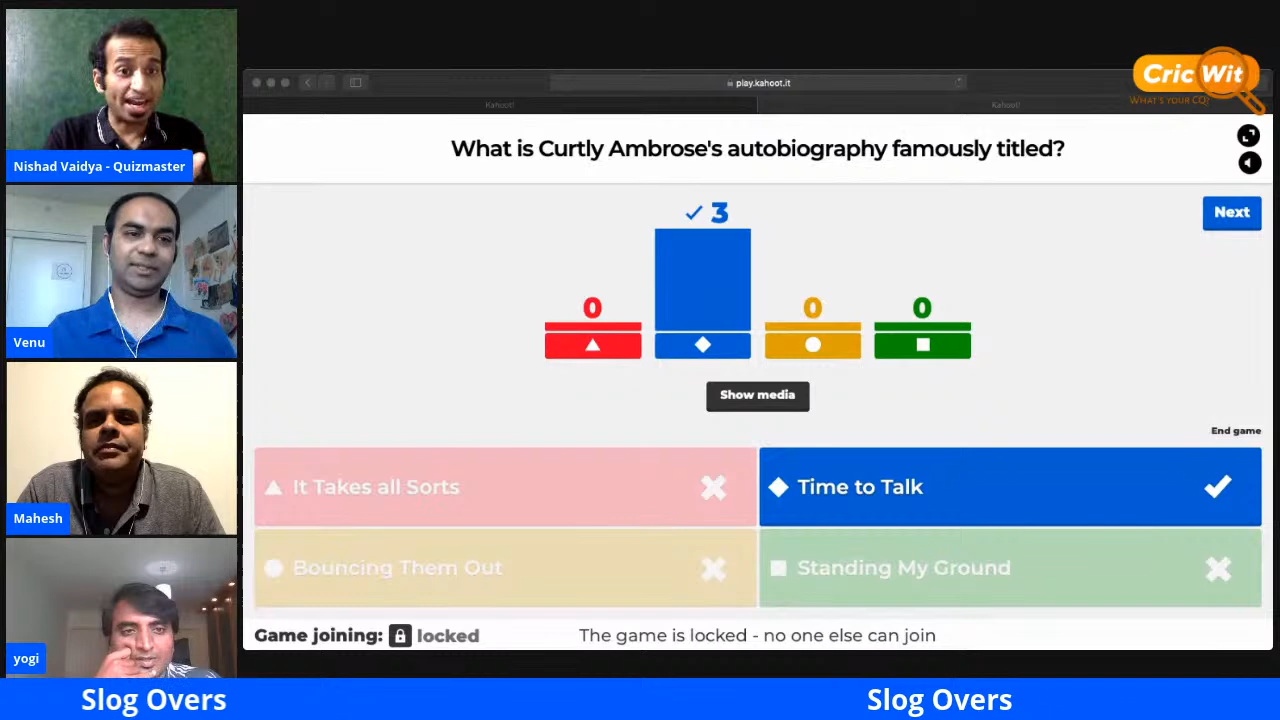 Nishad Vaidya - Quizmaster
Venu
Mahesh
yogi
play.kahoot.it
Kahoot!
Kahoot!
Cric Wit
WHAT'S YOUR CQ?
What is Curtly Ambrose's autobiography famously titled?
Next
0
3
0
0
Show media
End game
It Takes all Sorts
Time to Talk
Bouncing Them Out
Standing My Ground
Game joining: locked
The game is locked - no one else can join
Slog Overs
Slog Overs